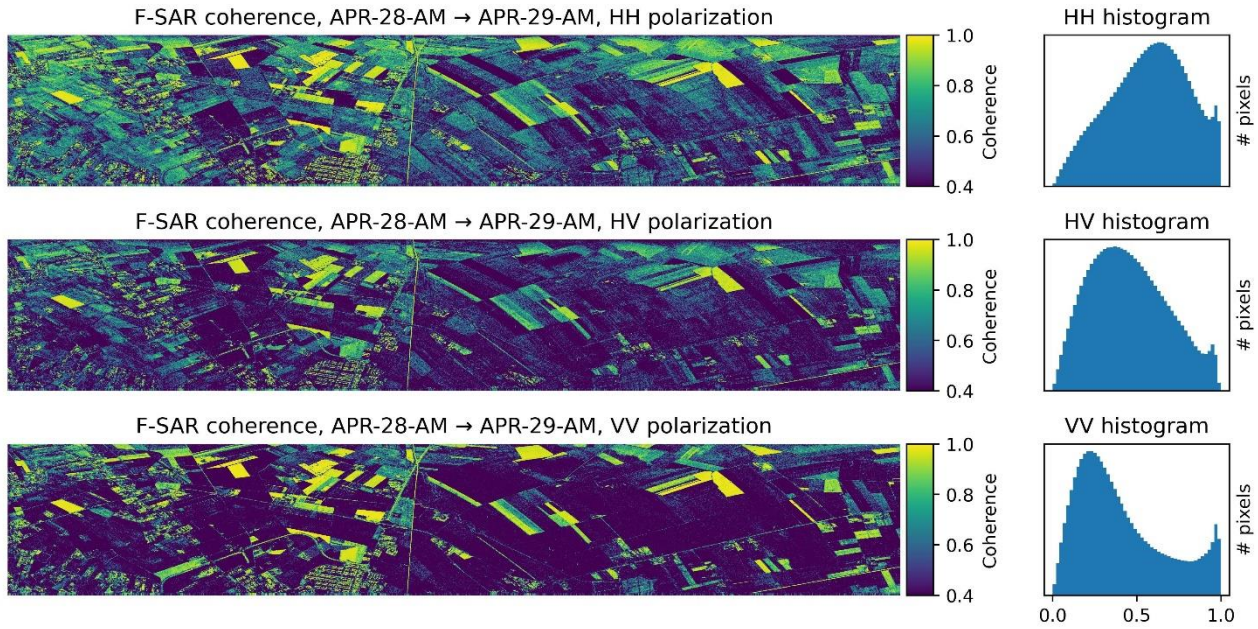 F-SAR coherence, APR-28-AM → APR-29-AM, HH polarization
1.0
0.8
0.6
0.4
Coherence
HH histogram
# pixels
F-SAR coherence, APR-28-AM → APR-29-AM, HV polarization
1.0
0.8
0.6
0.4
Coherence
HV histogram
# pixels
F-SAR coherence, APR-28-AM → APR-29-AM, VV polarization
1.0
0.8
0.6
0.4
Coherence
VV histogram
# pixels
0.0 0.5 1.0